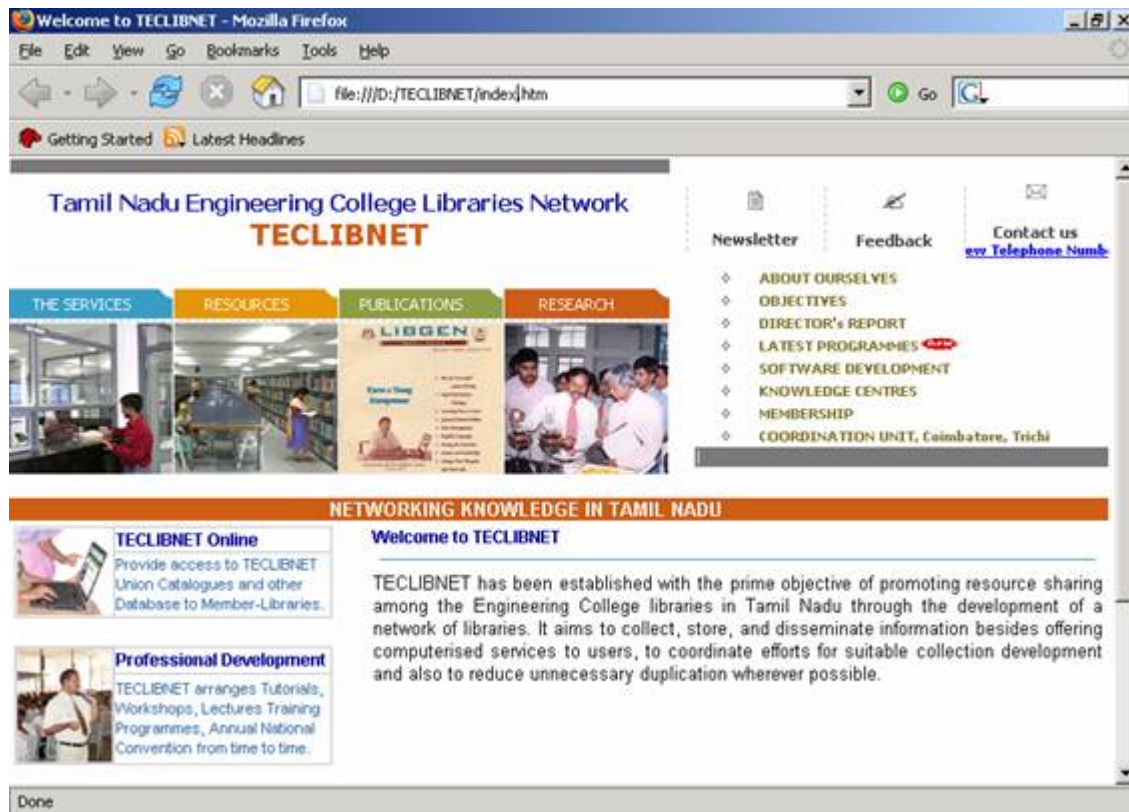 Welcome to TECLIBNET - Mozilla Firefox
File Edit View Go Bookmarks Tools Help
file:///D:/TECLIBNET/index.htm Go
Getting Started Latest Headlines
Tamil Nadu Engineering College Libraries Network
TECLIBNET
Newsletter Feedback Contact us
ew Telephone Numb
THE SERVICES RESOURCES PUBLICATIONS RESEARCH
LIBGEN
ABOUT OURSELVES
OBJECTIVES
DIRECTOR's REPORT
LATEST PROGRAMMES
SOFTWARE DEVELOPMENT
KNOWLEDGE CENTRES
MEMBERSHIP
COORDINATION UNIT, Coimbatore, Trichi
NETWORKING KNOWLEDGE IN TAMIL NADU
TECLIBNET Online
Provide access to TECLIBNET
Union Catalogues and other
Database to Member-Libraries.
Professional Development
TECLIBNET arranges Tutorials,
Workshops, Lectures Training
Programmes, Annual National
Convention from time to time.
Welcome to TECLIBNET
TECLIBNET has been established with the prime objective of promoting resource sharing
among the Engineering College libraries in Tamil Nadu through the development of a
network of libraries. It aims to collect, store, and disseminate information besides offering
computerised services to users, to coordinate efforts for suitable collection development
and also to reduce unnecessary duplication wherever possible.
Done